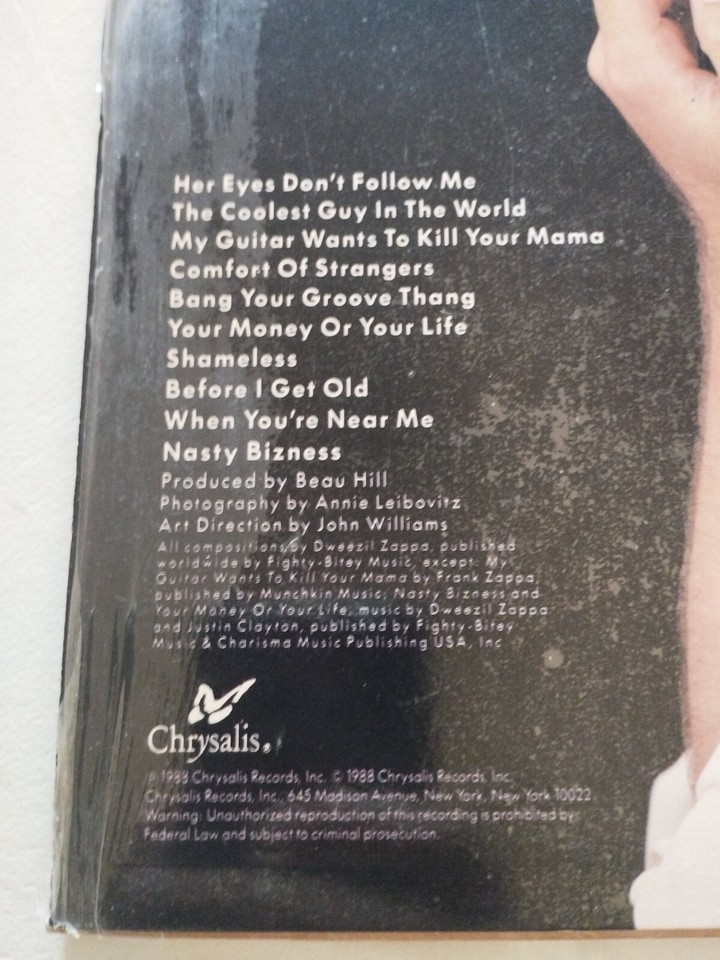 Her Eyes Don't Follow Me
The Coolest Guy In The World
My Guitar Wants To Kill Your Mama
Comfort Of Strangers
Bang Your Groove Thang
Your Money Or Your Life
Shameless
Before I Get Old
When You're Near Me
Nasty Bizness
Produced by Beau Hill
Photography by Annie Leibovitz
Art Direction by John Williams
All compositions by Dweezil Zappa, published
worldwide by Fighty-Bitey Music, except: My
Guitar Wants To Kill Your Mama by Frank Zappa,
published by Munchkin Music; Nasty Bizness and
Your Money Or Your Life, music by Dweezil Zappa
and Justin Clayton, published by Fighty-Bitey
Music & Charisma Music Publishing USA, Inc
Chrysalis®
℗ 1988 Chrysalis Records, Inc. © 1988 Chrysalis Records, Inc.
Chrysalis Records, Inc., 645 Madison Avenue, New York, New York 10022
Warning: Unauthorized reproduction of this recording is prohibited by
Federal Law and subject to criminal prosecution.